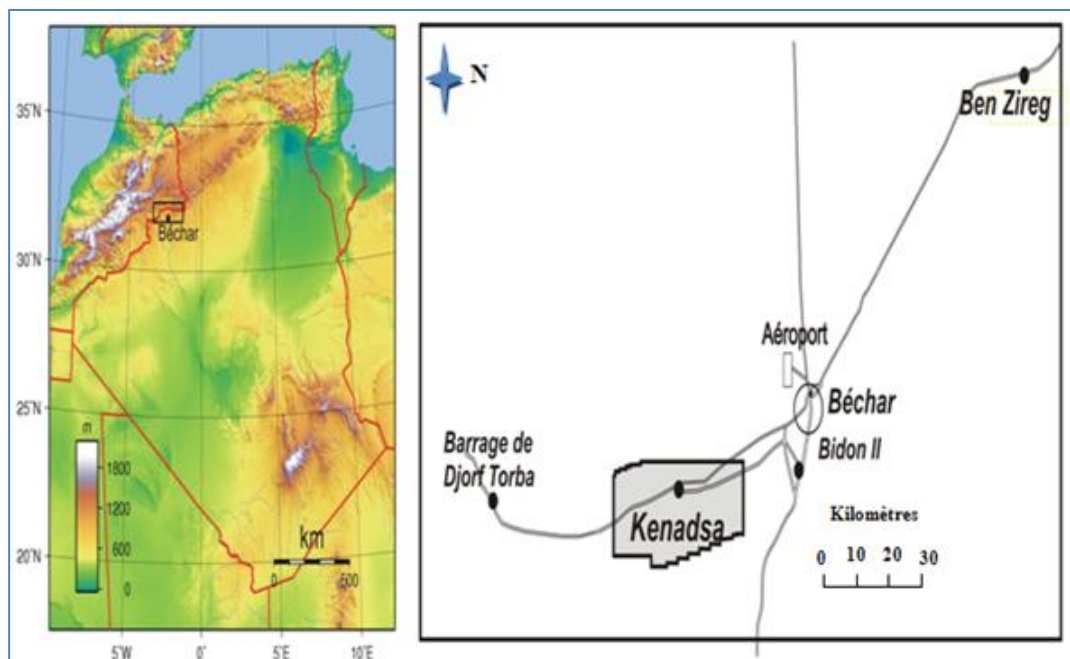 35°N
30°N
25°N
20°N
5°W
0°
5°E
10°E
Béchar
m
1800
1200
600
0
km
0
500
N
Ben Zireg
Aéroport
Béchar
Bidon II
Barrage de
Djorf Torba
Kenadsa
Kilomètres
0 10 20 30